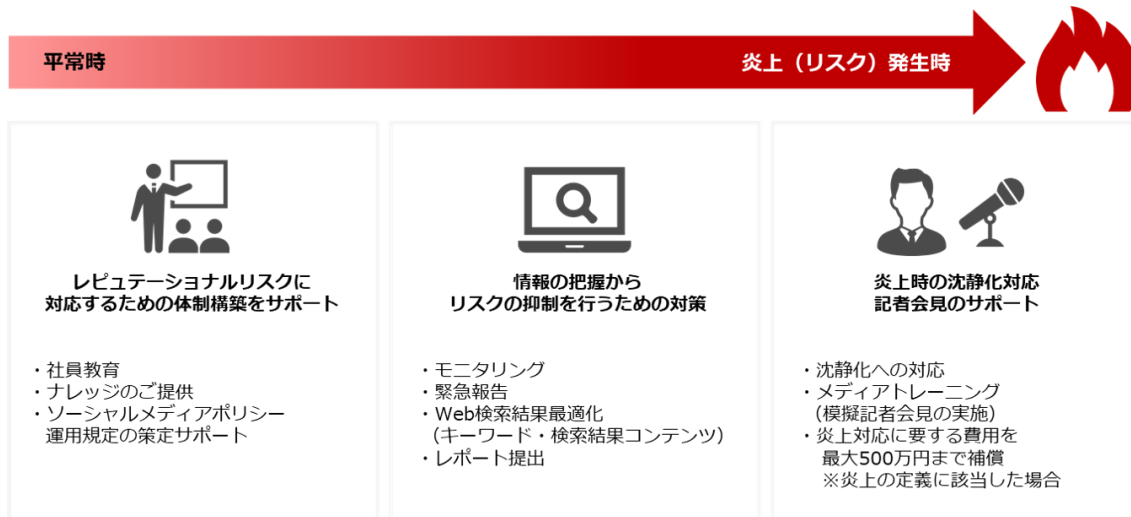 平常時
炎上（リスク）発生時
レピュテーショナルリスクに
対応するための体制構築をサポート
・社員教育
・ナレッジのご提供
・ソーシャルメディアポリシー
運用規定の策定サポート
情報の把握から
リスクの抑制を行うための対策
・モニタリング
・緊急報告
・Web検索結果最適化
（キーワード・検索結果コンテンツ）
・レポート提出
炎上時の沈静化対応
記者会見のサポート
・沈静化への対応
・メディアトレーニング
（模擬記者会見の実施）
・炎上対応に要する費用を
最大500万円まで補償
※炎上の定義に該当した場合